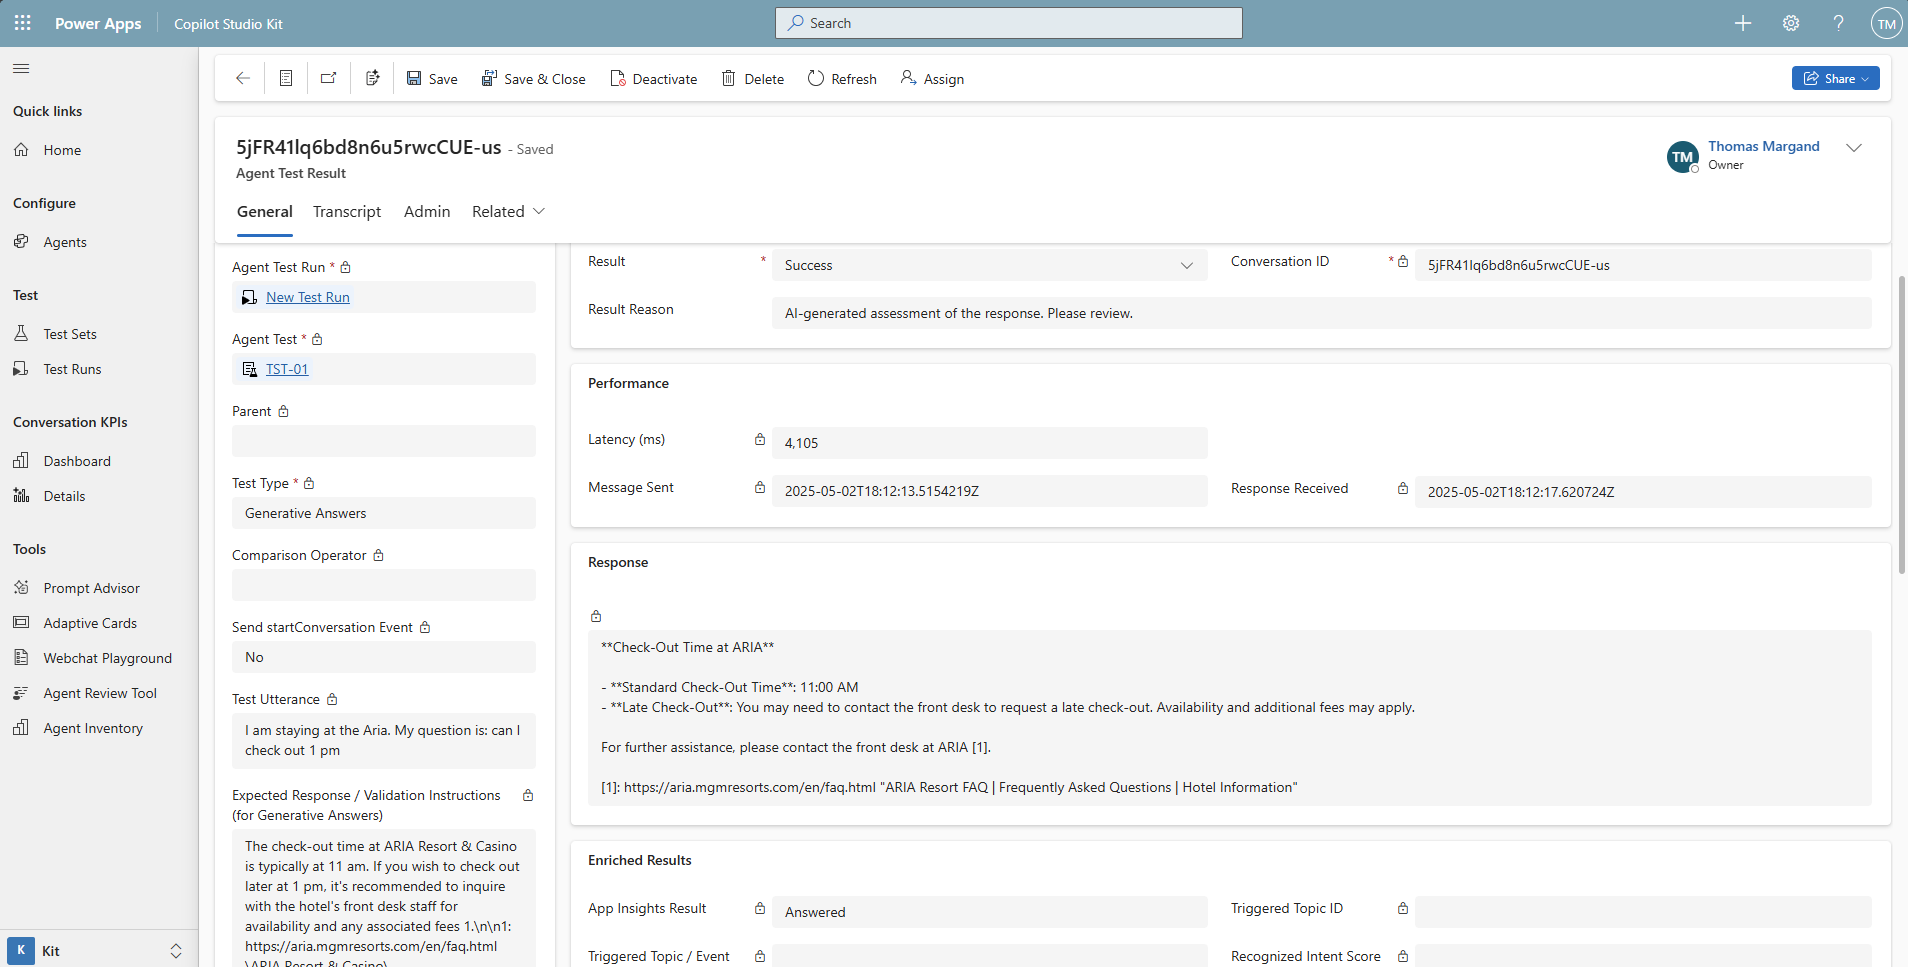 Power Apps
Copilot Studio Kit
Search
TM
Quick links
Home
Configure
Agents
Test
Test Sets
Test Runs
Conversation KPIs
Dashboard
Details
Tools
Prompt Advisor
Adaptive Cards
Webchat Playground
Agent Review Tool
Agent Inventory
K
Kit
Save
Save & Close
Deactivate
Delete
Refresh
Assign
Share
5jFR41lq6bd8n6u5rwcCUE-us - Saved
Agent Test Result
TM
Thomas Margand
Owner
General
Transcript
Admin
Related
Agent Test Run *
New Test Run
Agent Test *
TST-01
Parent
Test Type *
Generative Answers
Comparison Operator
Send startConversation Event
No
Test Utterance
I am staying at the Aria. My question is: can I
check out 1 pm
Expected Response / Validation Instructions
(for Generative Answers)
The check-out time at ARIA Resort & Casino
is typically at 11 am. If you wish to check out
later at 1 pm, it's recommended to inquire
with the hotel's front desk staff for
availability and any associated fees 1.\n\n1:
https://aria.mgmresorts.com/en/faq.html
\ARIA Resort & Casino\
Result *
Success
Conversation ID *
5jFR41lq6bd8n6u5rwcCUE-us
Result Reason
AI-generated assessment of the response. Please review.
Performance
Latency (ms)
4,105
Message Sent
2025-05-02T18:12:13.5154219Z
Response Received
2025-05-02T18:12:17.620724Z
Response
**Check-Out Time at ARIA**
- **Standard Check-Out Time**: 11:00 AM
- **Late Check-Out**: You may need to contact the front desk to request a late check-out. Availability and additional fees may apply.
For further assistance, please contact the front desk at ARIA [1].
[1]: https://aria.mgmresorts.com/en/faq.html "ARIA Resort FAQ | Frequently Asked Questions | Hotel Information"
Enriched Results
App Insights Result
Answered
Triggered Topic ID
Triggered Topic / Event
Recognized Intent Score